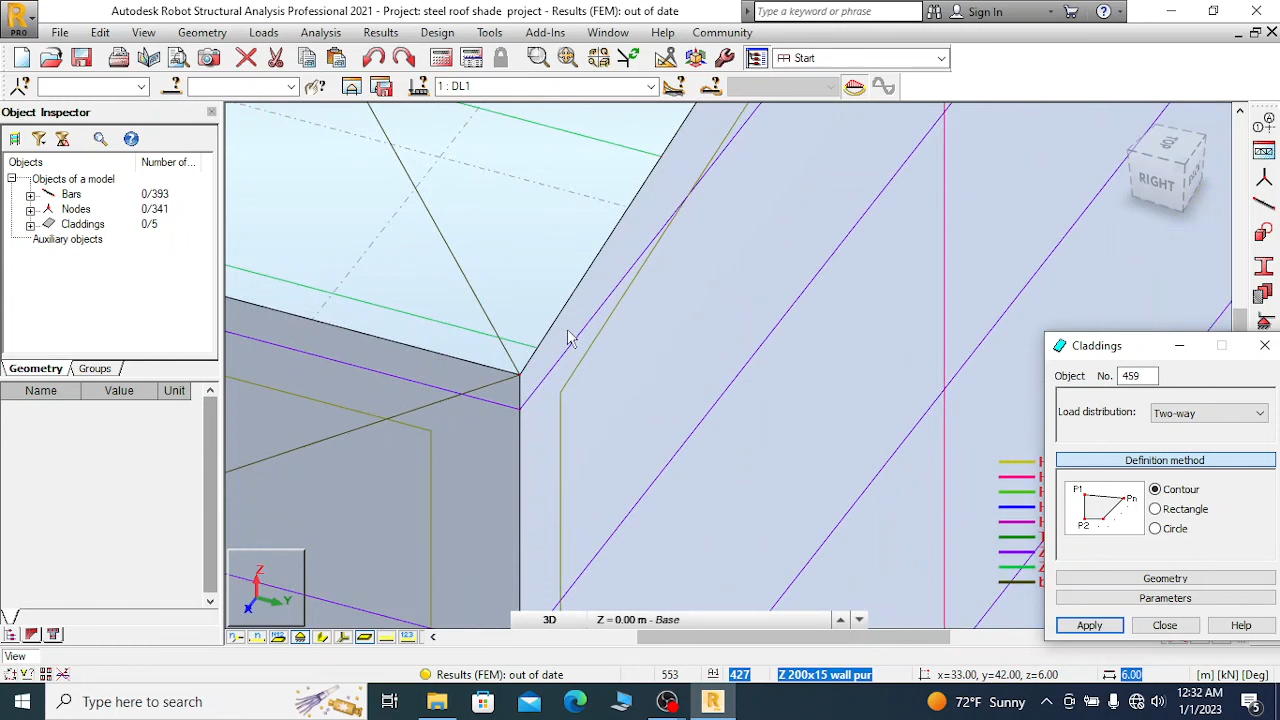 Autodesk Robot Structural Analysis Professional 2021 - Project: steel roof shade project - Results (FEM): out of date
Type a keyword or phrase
Sign In
PRO
File Edit View Geometry Loads Analysis Results Design Tools Add-Ins Window Help Community
Start
1 : DL1
Object Inspector
Objects Number of...
Objects of a model
Bars 0/393
Nodes 0/341
Claddings 0/5
Auxiliary objects
Geometry Groups
Name Value Unit
TOP
RIGHT
Claddings
Object No. 459
Load distribution: Two-way
Definition method
P1 Pn P2
Contour
Rectangle
Circle
Geometry
Parameters
Apply Close Help
Z
Y
X
3D Z = 0.00 m - Base
View
Results (FEM): out of date 553 427 Z 200x15 wall pur x=33.00, y=42.00, z=6.00 6.00 [m] [kN] [Deg]
Type here to search
72°F Sunny
12:32 AM
1/1/2023
5